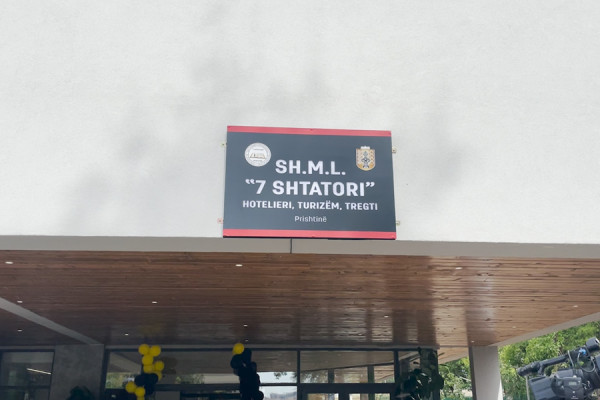 SH.M.L.
"7 SHTATORI"
HOTELIERI, TURIZËM, TREGTI
Prishtinë